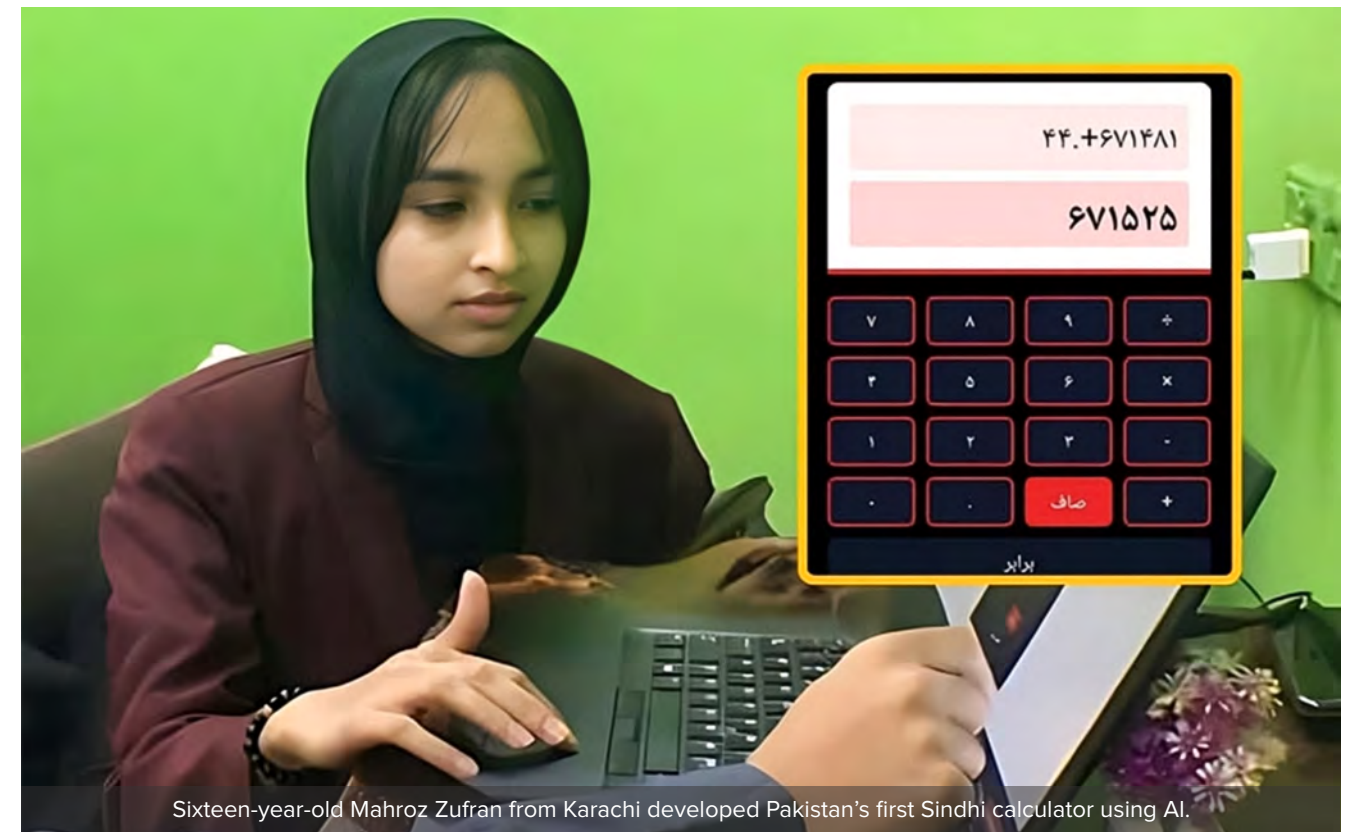 ۴۴.+۶۷۱۴۸۱
۶۷۱۵۲۵
۷ ۸ ۹ ÷
۴ ۵ ۶ ×
۱ ۲ ۳ -
۰ . صاف +
برابر
Sixteen-year-old Mahroz Zufran from Karachi developed Pakistan’s first Sindhi calculator using AI.